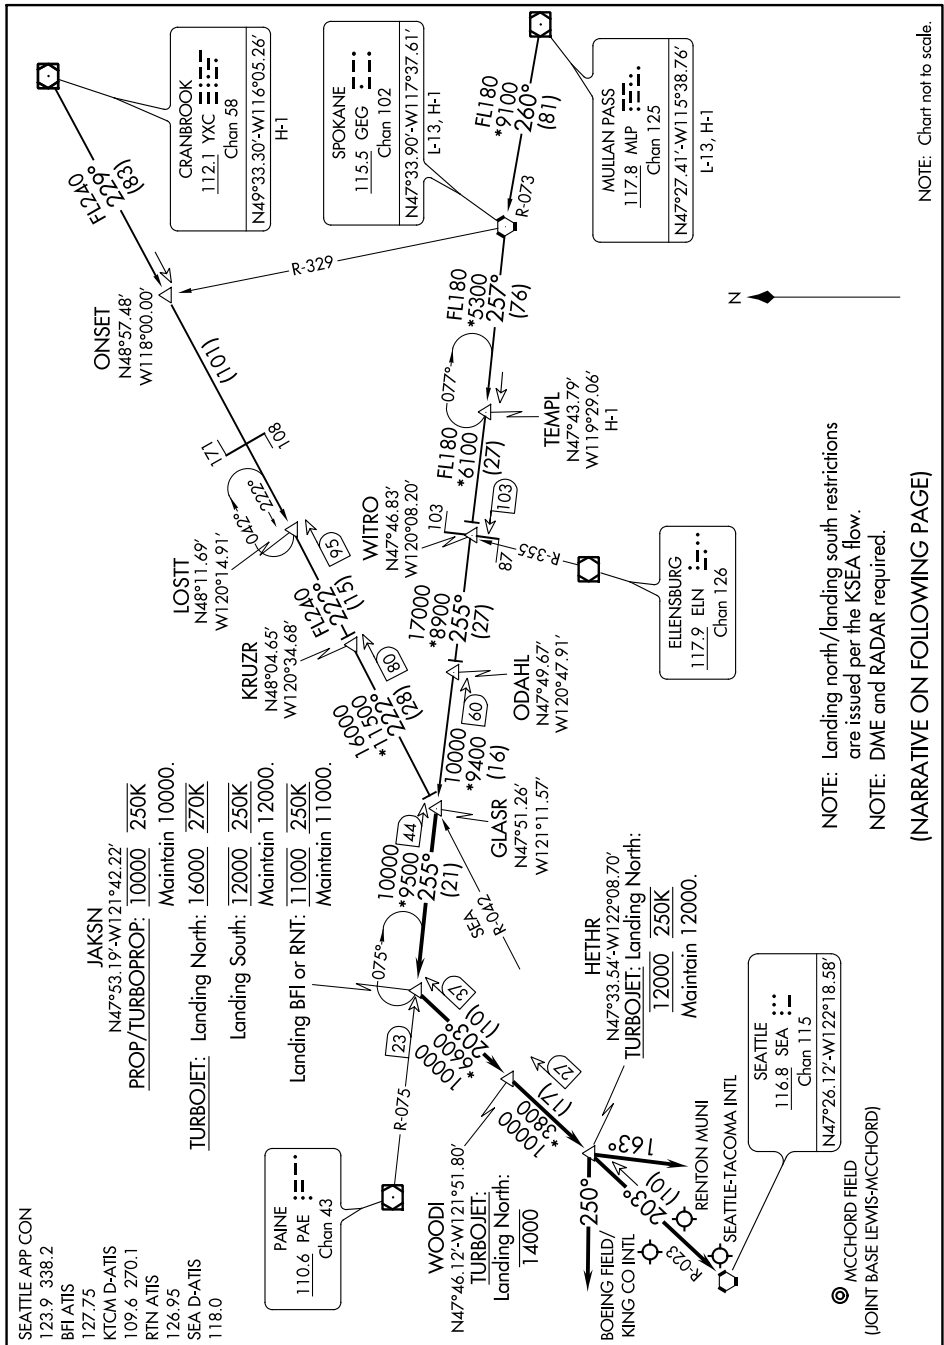 SEATTLE APP CON
123.9 338.2
BFI ATIS
127.75
KTCM D-ATIS
109.6 270.1
RTN ATIS
126.95
SEA D-ATIS
118.0
JAKSN
N47°53.19′-W121°42.22′
PROP/TURBOPROP: 10000 250K
Maintain 10000.
TURBOJET: Landing North: 16000 270K
Landing South: 12000 250K
Maintain 12000.
Landing BFI or RNT: 11000 250K
Maintain 11000.
CRANBROOK
112.1 YXC
Chan 58
N49°33.30′-W116°05.26′
H-1
FL240
229°
(83)
ONSET
N48°57.48′
W118°00.00′
R-329
(101)
171
108
042°
222°
LOSTT
N48°11.69′
W120°14.91′
95
FL240
222°
(15)
KRUZR
N48°04.65′
W120°34.68′
80
16000
*11500
222°
(28)
SPOKANE
115.5 GEG
Chan 102
N47°33.90′-W117°37.61′
L-13, H-1
FL180
*9100
260°
(81)
R-073
MULLAN PASS
117.8 MLP
Chan 125
N47°27.41′-W115°38.76′
L-13, H-1
FL180
*5300
257°
(76)
077°
TEMPL
N47°43.79′
W119°29.06′
H-1
FL180
*6100
(27)
103
WITRO
N47°46.83′
W120°08.20′
103
87
R-355
ELLENSBURG
117.9 ELN
Chan 126
17000
*8900
255°
(27)
ODAHL
N47°49.67′
W120°47.91′
60
10000
*9400
(16)
GLASR
N47°51.26′
W121°11.57′
44
SEA
R-042
10000
*9500
255°
(21)
075°
37
23
R-075
PAINE
110.6 PAE
Chan 43
10000
*6600
203°
(10)
WOODI
N47°46.12′-W121°51.80′
TURBOJET:
Landing North:
14000
27
10000
*3800
(17)
HETHR
N47°33.54′-W122°08.70′
TURBOJET: Landing North:
12000 250K
Maintain 12000.
250°
163°
203°
(10)
R-023
BOEING FIELD/
KING CO INTL
RENTON MUNI
SEATTLE-TACOMA INTL
SEATTLE
116.8 SEA
Chan 115
N47°26.12′-W122°18.58′
MCCHORD FIELD
(JOINT BASE LEWIS-MCCHORD)
N
NOTE: Landing north/landing south restrictions
are issued per the KSEA flow.
NOTE: DME and RADAR required.
(NARRATIVE ON FOLLOWING PAGE)
NOTE: Chart not to scale.